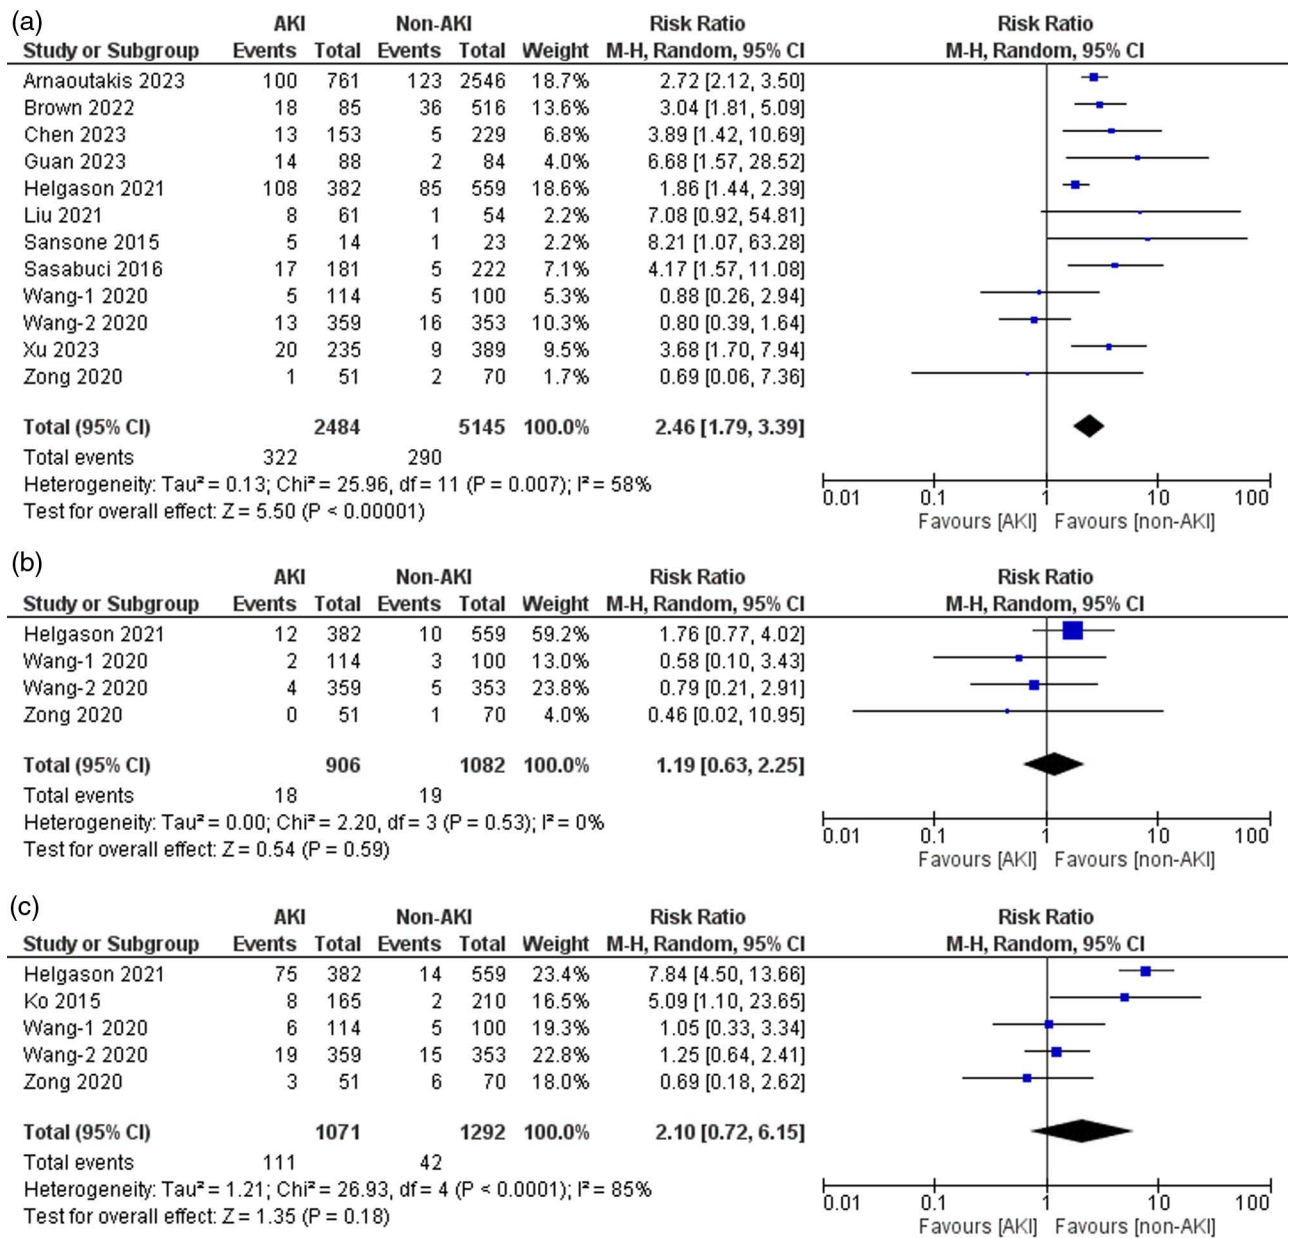 (a)
AKI Non-AKI Risk Ratio Risk Ratio
Study or Subgroup Events Total Events Total Weight M-H, Random, 95% CI M-H, Random, 95% CI
Arnaoutakis 2023 100 761 123 2546 18.7% 2.72 [2.12, 3.50]
Brown 2022 18 85 36 516 13.6% 3.04 [1.81, 5.09]
Chen 2023 13 153 5 229 6.8% 3.89 [1.42, 10.69]
Guan 2023 14 88 2 84 4.0% 6.68 [1.57, 28.52]
Helgason 2021 108 382 85 559 18.6% 1.86 [1.44, 2.39]
Liu 2021 8 61 1 54 2.2% 7.08 [0.92, 54.81]
Sansone 2015 5 14 1 23 2.2% 8.21 [1.07, 63.28]
Sasabuci 2016 17 181 5 222 7.1% 4.17 [1.57, 11.08]
Wang-1 2020 5 114 5 100 5.3% 0.88 [0.26, 2.94]
Wang-2 2020 13 359 16 353 10.3% 0.80 [0.39, 1.64]
Xu 2023 20 235 9 389 9.5% 3.68 [1.70, 7.94]
Zong 2020 1 51 2 70 1.7% 0.69 [0.06, 7.36]
Total (95% CI) 2484 5145 100.0% 2.46 [1.79, 3.39]
Total events 322 290
Heterogeneity: Tau² = 0.13; Chi² = 25.96, df = 11 (P = 0.007); I² = 58%
Test for overall effect: Z = 5.50 (P < 0.00001)
0.01 0.1 1 10 100
Favours [AKI] Favours [non-AKI]
(b)
AKI Non-AKI Risk Ratio Risk Ratio
Study or Subgroup Events Total Events Total Weight M-H, Random, 95% CI M-H, Random, 95% CI
Helgason 2021 12 382 10 559 59.2% 1.76 [0.77, 4.02]
Wang-1 2020 2 114 3 100 13.0% 0.58 [0.10, 3.43]
Wang-2 2020 4 359 5 353 23.8% 0.79 [0.21, 2.91]
Zong 2020 0 51 1 70 4.0% 0.46 [0.02, 10.95]
Total (95% CI) 906 1082 100.0% 1.19 [0.63, 2.25]
Total events 18 19
Heterogeneity: Tau² = 0.00; Chi² = 2.20, df = 3 (P = 0.53); I² = 0%
Test for overall effect: Z = 0.54 (P = 0.59)
0.01 0.1 1 10 100
Favours [AKI] Favours [non-AKI]
(c)
AKI Non-AKI Risk Ratio Risk Ratio
Study or Subgroup Events Total Events Total Weight M-H, Random, 95% CI M-H, Random, 95% CI
Helgason 2021 75 382 14 559 23.4% 7.84 [4.50, 13.66]
Ko 2015 8 165 2 210 16.5% 5.09 [1.10, 23.65]
Wang-1 2020 6 114 5 100 19.3% 1.05 [0.33, 3.34]
Wang-2 2020 19 359 15 353 22.8% 1.25 [0.64, 2.41]
Zong 2020 3 51 6 70 18.0% 0.69 [0.18, 2.62]
Total (95% CI) 1071 1292 100.0% 2.10 [0.72, 6.15]
Total events 111 42
Heterogeneity: Tau² = 1.21; Chi² = 26.93, df = 4 (P < 0.0001); I² = 85%
Test for overall effect: Z = 1.35 (P = 0.18)
0.01 0.1 1 10 100
Favours [AKI] Favours [non-AKI]